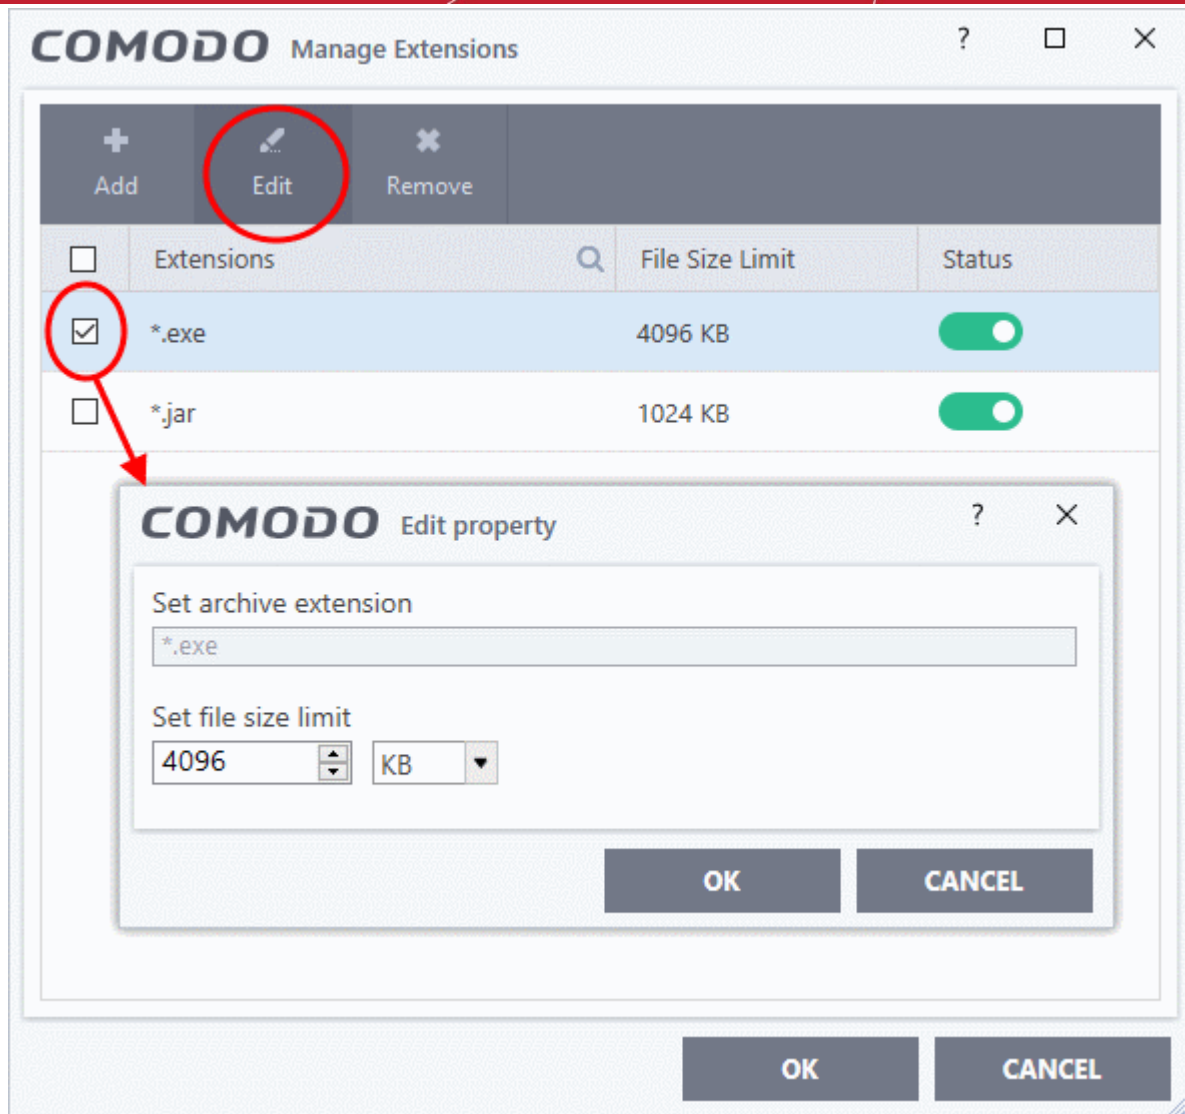 COMODO Manage Extensions ?
Add Edit Remove
Extensions File Size Limit Status
*.exe 4096 KB
*.jar 1024 KB
COMODO Edit property ?
Set archive extension
*.exe
Set file size limit
4096 KB
OK CANCEL
OK CANCEL